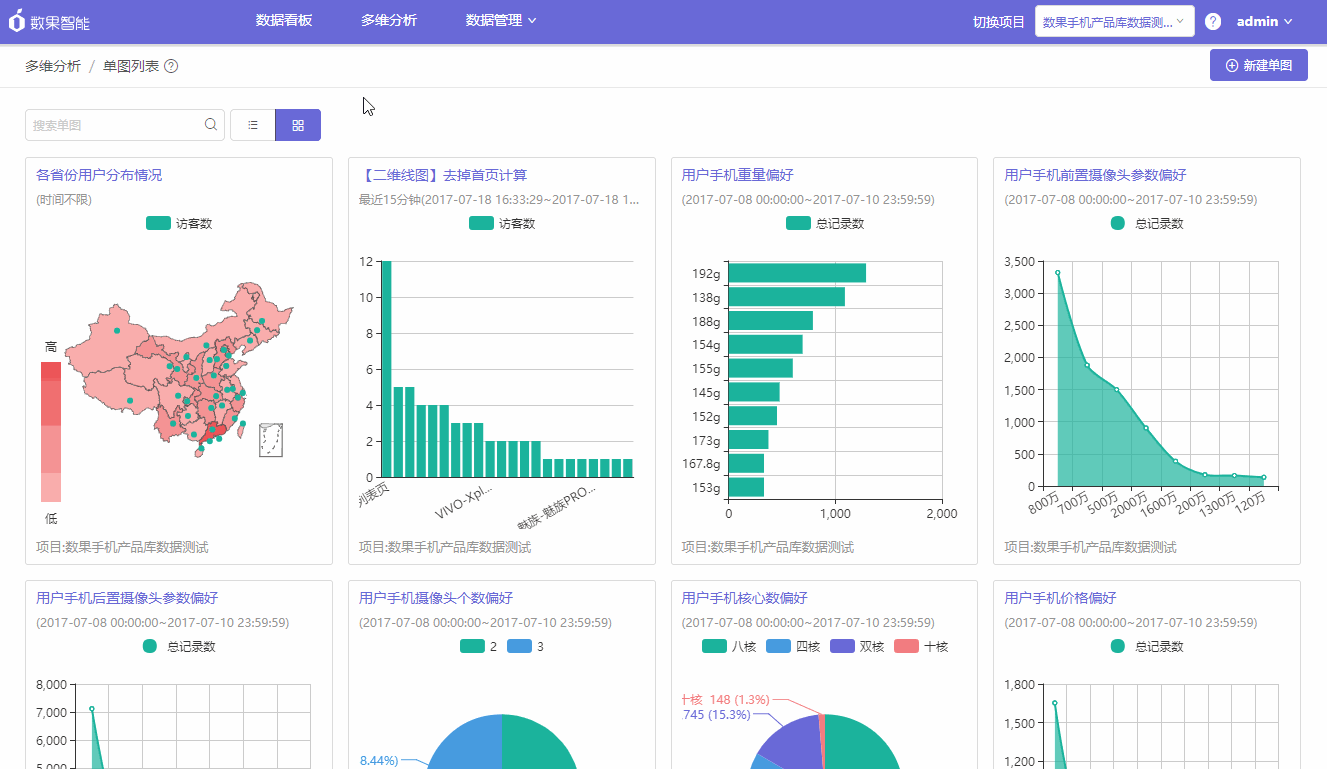 数果智能
数据看板
多维分析
数据管理
切换项目
数果手机产品库数据测...
?
admin
多维分析 / 单图列表 ?
新建单图
搜索单图
各省份用户分布情况
(时间不限)
访客数
高
低
项目:数果手机产品库数据测试
【二维线图】去掉首页计算
最近15分钟(2017-07-18 16:33:29~2017-07-18 1...
访客数
12
10
8
6
4
2
0
列表页
VIVO-Xpl...
魅族-魅族PRO...
项目:数果手机产品库数据测试
用户手机重量偏好
(2017-07-08 00:00:00~2017-07-10 23:59:59)
总记录数
192g
138g
188g
154g
155g
145g
152g
173g
167.8g
153g
0
1,000
2,000
项目:数果手机产品库数据测试
用户手机前置摄像头参数偏好
(2017-07-08 00:00:00~2017-07-10 23:59:59)
总记录数
3,500
3,000
2,500
2,000
1,500
1,000
500
0
800万
700万
500万
2000万
1600万
200万
1300万
120万
项目:数果手机产品库数据测试
用户手机后置摄像头参数偏好
(2017-07-08 00:00:00~2017-07-10 23:59:59)
总记录数
8,000
7,000
6,000
5,000
用户手机摄像头个数偏好
(2017-07-08 00:00:00~2017-07-10 23:59:59)
2
3
8.44%)
用户手机核心数偏好
(2017-07-08 00:00:00~2017-07-10 23:59:59)
八核
四核
双核
十核
十核 148 (1.3%)
745 (15.3%)
用户手机价格偏好
(2017-07-08 00:00:00~2017-07-10 23:59:59)
总记录数
1,800
1,500
1,200